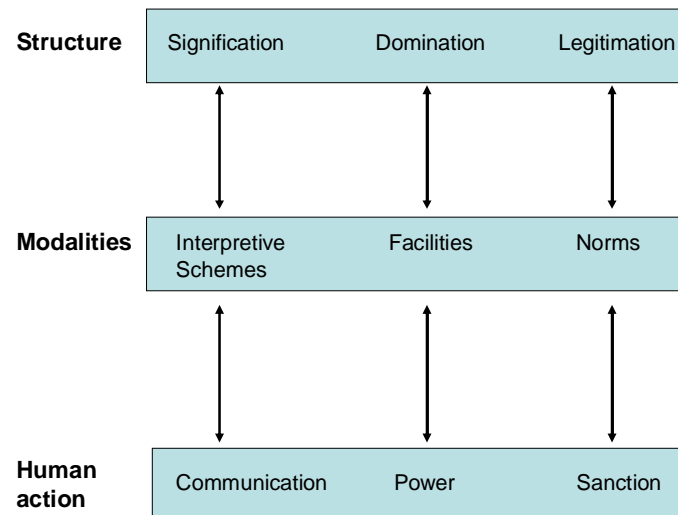 Structure
Signification Domination Legitimation
Modalities
Interpretive Schemes Facilities Norms
Human action
Communication Power Sanction